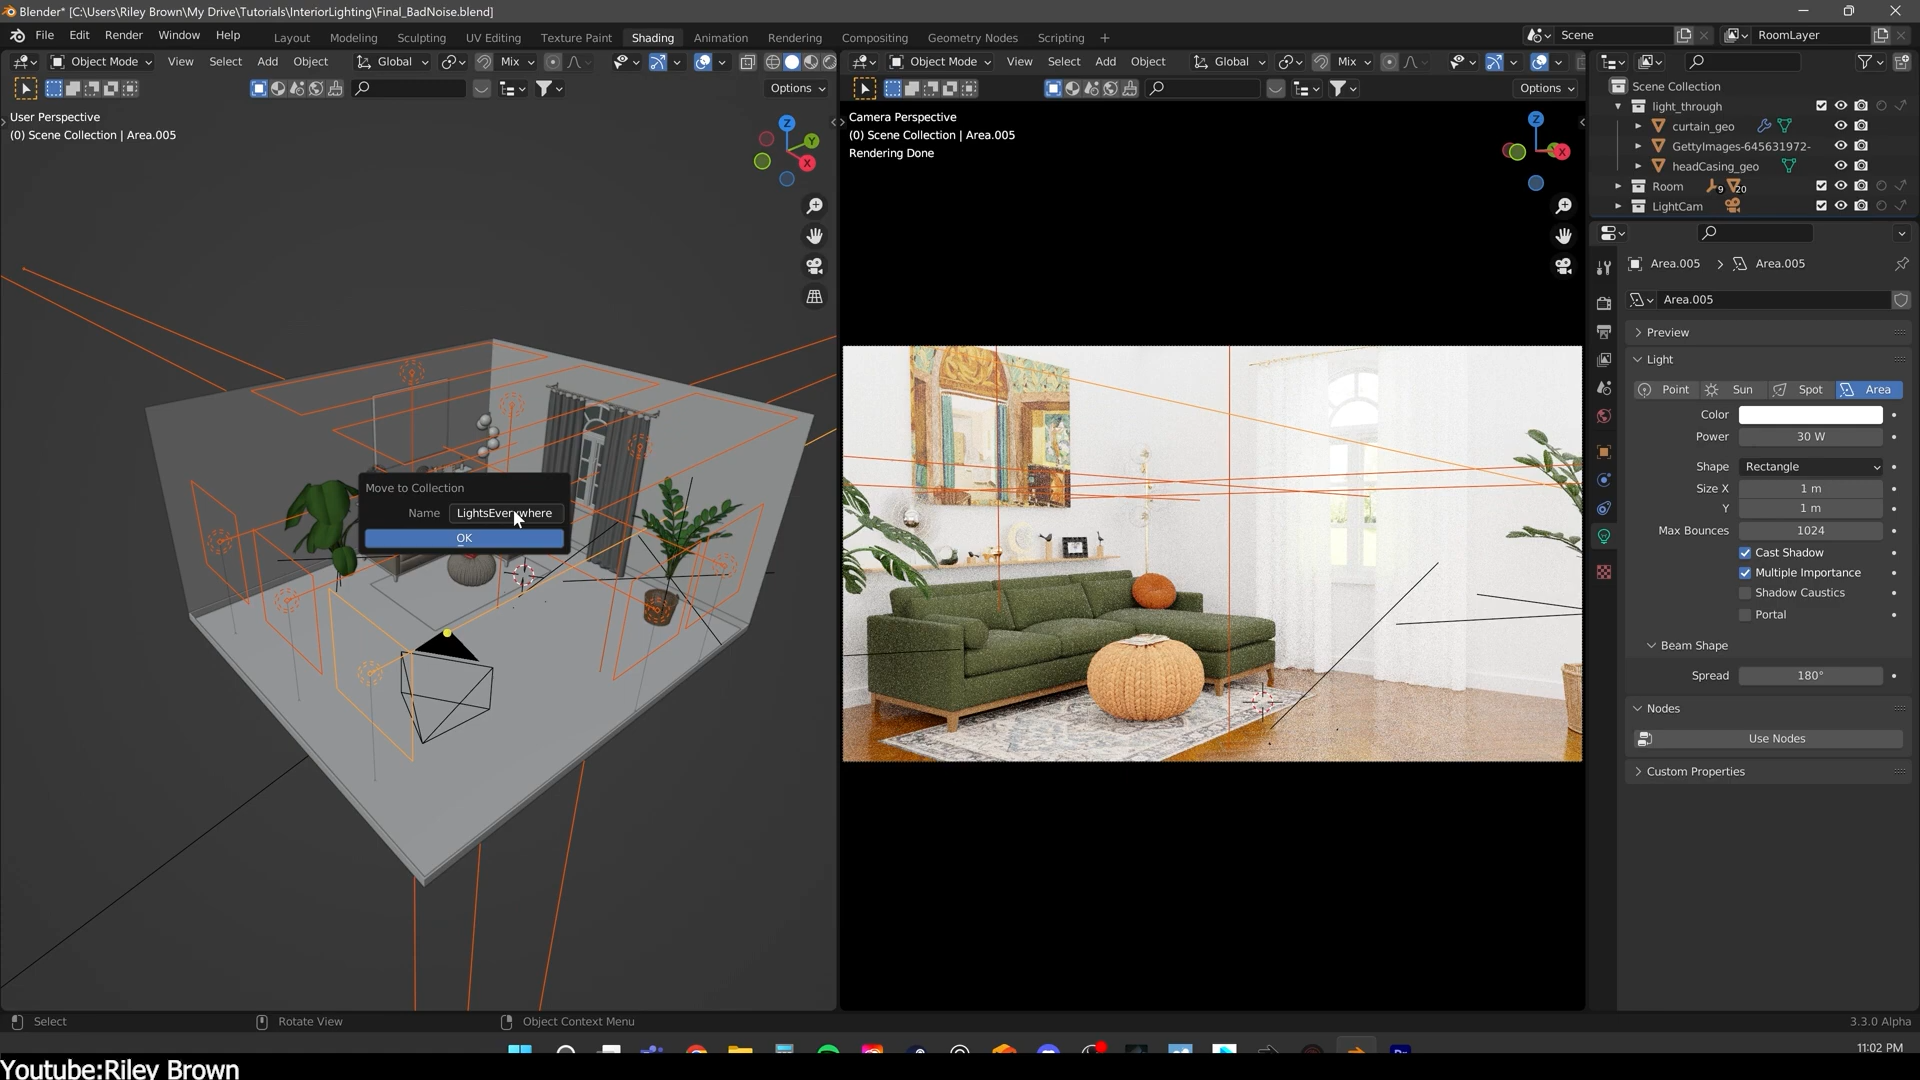 Blender* [C:\Users\Riley Brown\My Drive\Tutorials\InteriorLighting\Final_BadNoise.blend]
File Edit Render Window Help Layout Modeling Sculpting UV Editing Texture Paint Shading Animation Rendering Compositing Geometry Nodes Scripting + Scene RoomLayer
Object Mode View Select Add Object Global Mix Object Mode View Select Add Object Global Mix
Options Options
User Perspective
(0) Scene Collection | Area.005
Z
Y
X
Camera Perspective
(0) Scene Collection | Area.005
Rendering Done
Z
X
Move to Collection
Name LightsEverywhere
OK
Scene Collection
light_through
curtain_geo
GettyImages-645631972-
headCasing_geo
Room 9 20
LightCam
Area.005 > Area.005
Area.005
Preview
Light
Point Sun Spot Area
Color
Power 30 W
Shape Rectangle
Size X 1 m
Y 1 m
Max Bounces 1024
Cast Shadow
Multiple Importance
Shadow Caustics
Portal
Beam Shape
Spread 180°
Nodes
Use Nodes
Custom Properties
Select Rotate View Object Context Menu 3.3.0 Alpha
11:02 PM
Youtube:Riley Brown